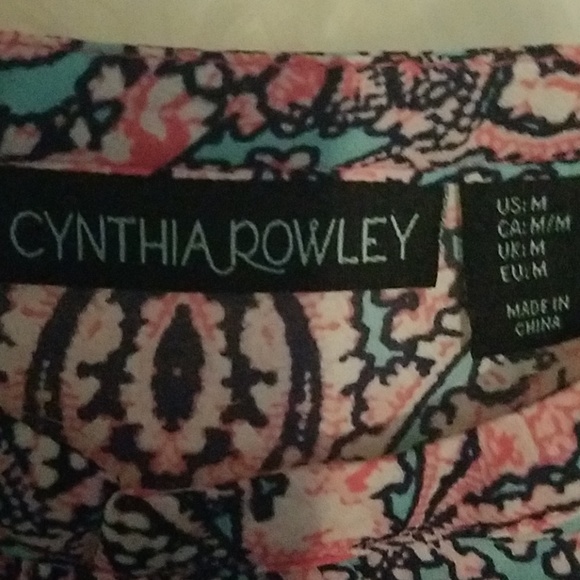 CYNTHIA ROWLEY
US: M
CA: M/M
UK: M
EU: M
MADE IN
CHINA